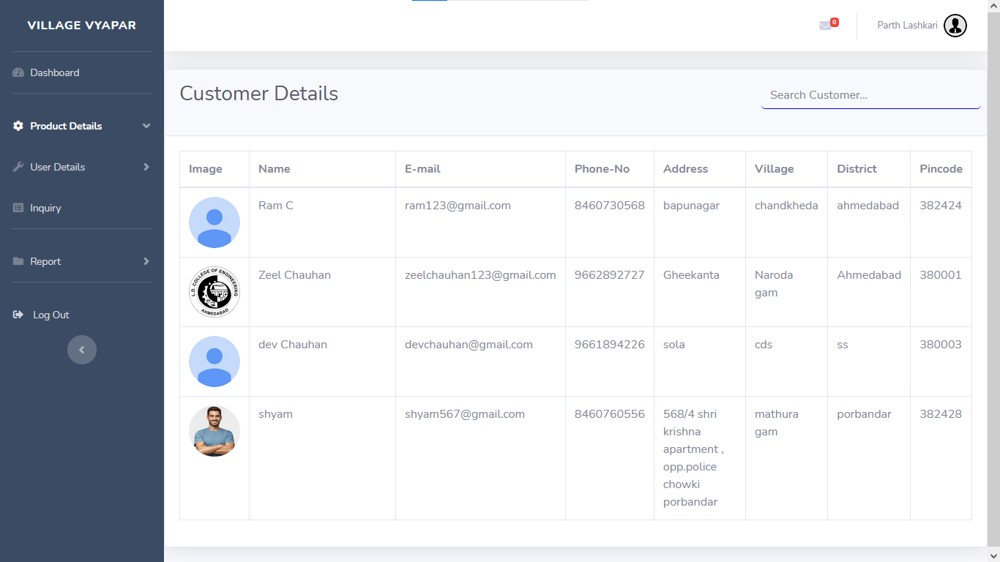 VILLAGE VYAPAR
0
Parth Lashkari
Dashboard
Product Details
User Details
Inquiry
Report
Log Out
Customer Details
Search Customer...
Image Name E-mail Phone-No Address Village District Pincode
Ram C ram123@gmail.com 8460730568 bapunagar chandkheda ahmedabad 382424
L.D. COLLEGE OF ENGINEERING
AHMEDABAD
Zeel Chauhan zeelchauhan123@gmail.com 9662892727 Gheekanta Naroda Ahmedabad 380001
gam
dev Chauhan devchauhan@gmail.com 9661894226 sola cds ss 380003
shyam shyam567@gmail.com 8460760556 568/4 shri mathura porbandar 382428
krishna gam
apartment ,
opp.police
chowki
porbandar